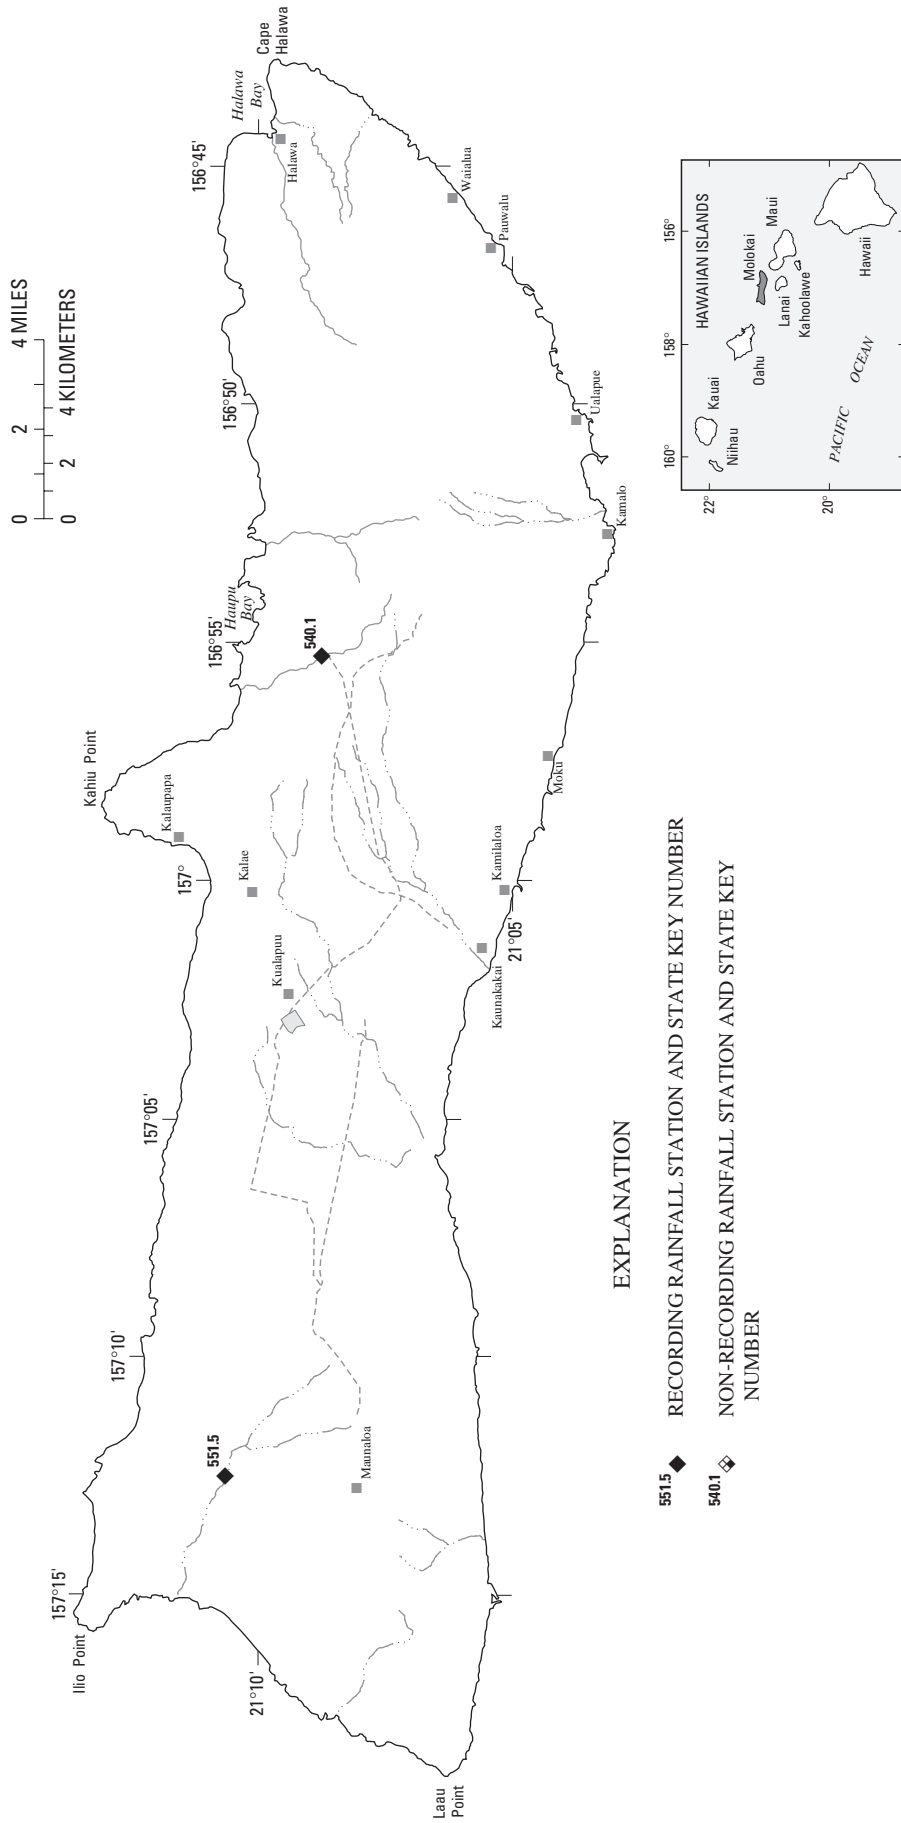 0 2 4 MILES
0 2 4 KILOMETERS
Ilio Point
157°15'
157°10'
157°05'
157°
Kahiu Point
156°55'
156°50'
156°45'
Haupu
Bay
Halawa
Bay
Cape
Halawa
Kalaupapa
Kalae
Kualapuu
Halawa
551.5
540.1
21°10'
Maunaloa
Laau
Point
Kaunakakai
21°05'
Kamilaloa
Moku
Kamalo
Ualapue
Pauwalu
Waialua
EXPLANATION
551.5 RECORDING RAINFALL STATION AND STATE KEY NUMBER
540.1 NON-RECORDING RAINFALL STATION AND STATE KEY
NUMBER
160° 158° 156°
22°
20°
HAWAIIAN ISLANDS
Niihau
Kauai
Oahu
Molokai
Maui
Lanai
Kahoolawe
Hawaii
PACIFIC OCEAN